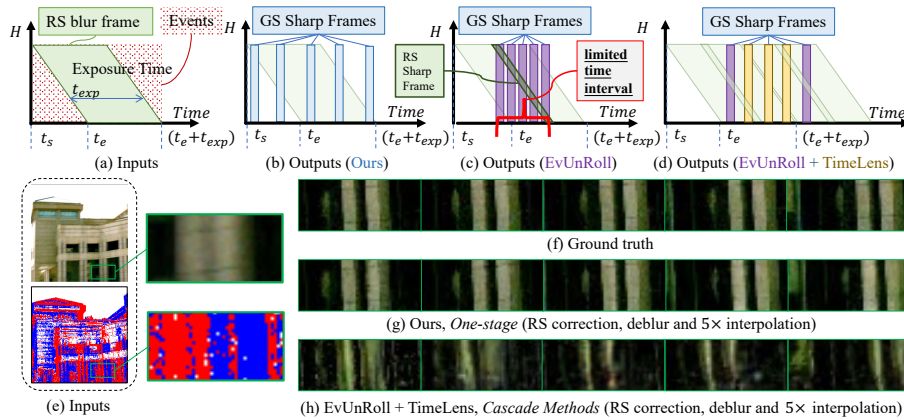 RS blur frame
Events
GS Sharp Frames
GS Sharp Frames
GS Sharp Frames
H
H
H
H
Exposure Time
t_exp
RS
Sharp
Frame
limited
time
interval
Time
Time
Time
Time
t_s t_e (t_e+t_exp)
t_s t_e (t_e+t_exp)
t_s t_e (t_e+t_exp)
t_s t_e (t_e+t_exp)
(a) Inputs
(b) Outputs (Ours)
(c) Outputs (EvUnRoll)
(d) Outputs (EvUnRoll + TimeLens)
(f) Ground truth
(g) Ours, One-stage (RS correction, deblur and 5× interpolation)
(e) Inputs
(h) EvUnRoll + TimeLens, Cascade Methods (RS correction, deblur and 5× interpolation)